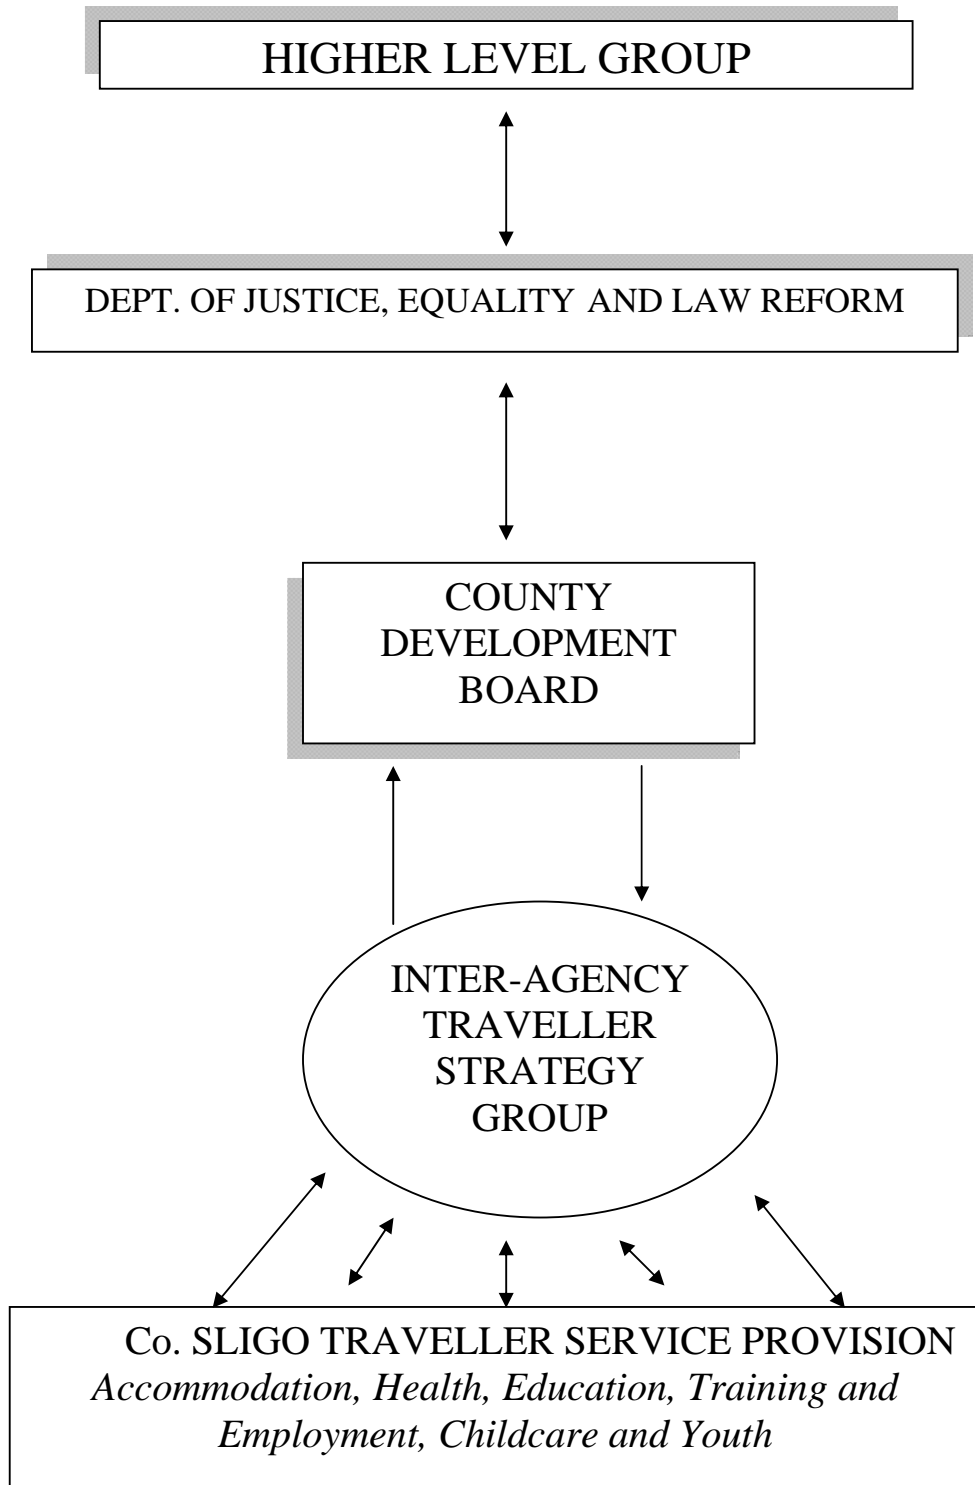 HIGHER LEVEL GROUP
DEPT. OF JUSTICE, EQUALITY AND LAW REFORM
COUNTY
DEVELOPMENT
BOARD
INTER-AGENCY
TRAVELLER
STRATEGY
GROUP
Co. SLIGO TRAVELLER SERVICE PROVISION
Accommodation, Health, Education, Training and
Employment, Childcare and Youth